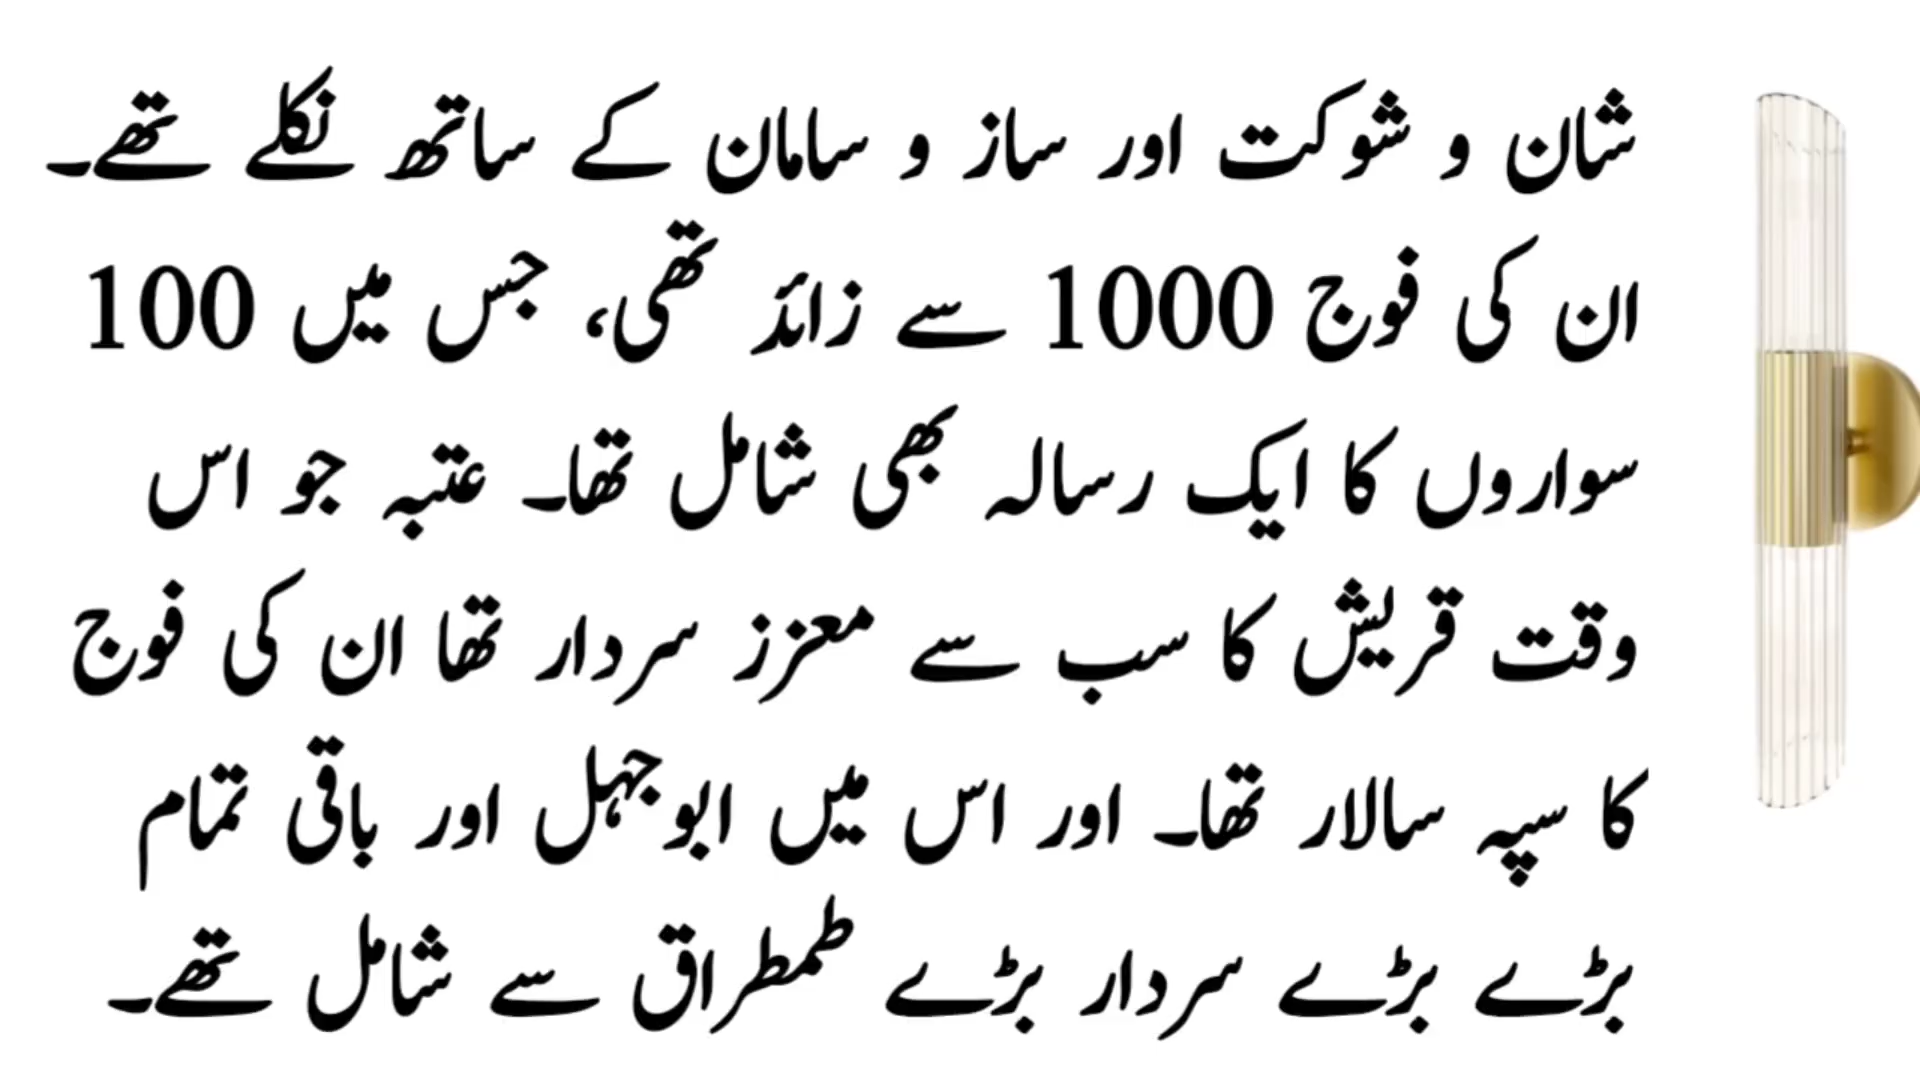 شان و شوکت اور ساز و سامان کے ساتھ نکلے تھے۔
ان کی فوج 1000 سے زائد تھی، جس میں 100
سواروں کا ایک رسالہ بھی شامل تھا۔ عتبہ جو اس
وقت قریش کا سب سے معزز سردار تھا ان کی فوج
کا سپہ سالار تھا۔ اور اس میں ابوجہل اور باقی تمام
بڑے بڑے سردار بڑے طمطراق سے شامل تھے۔